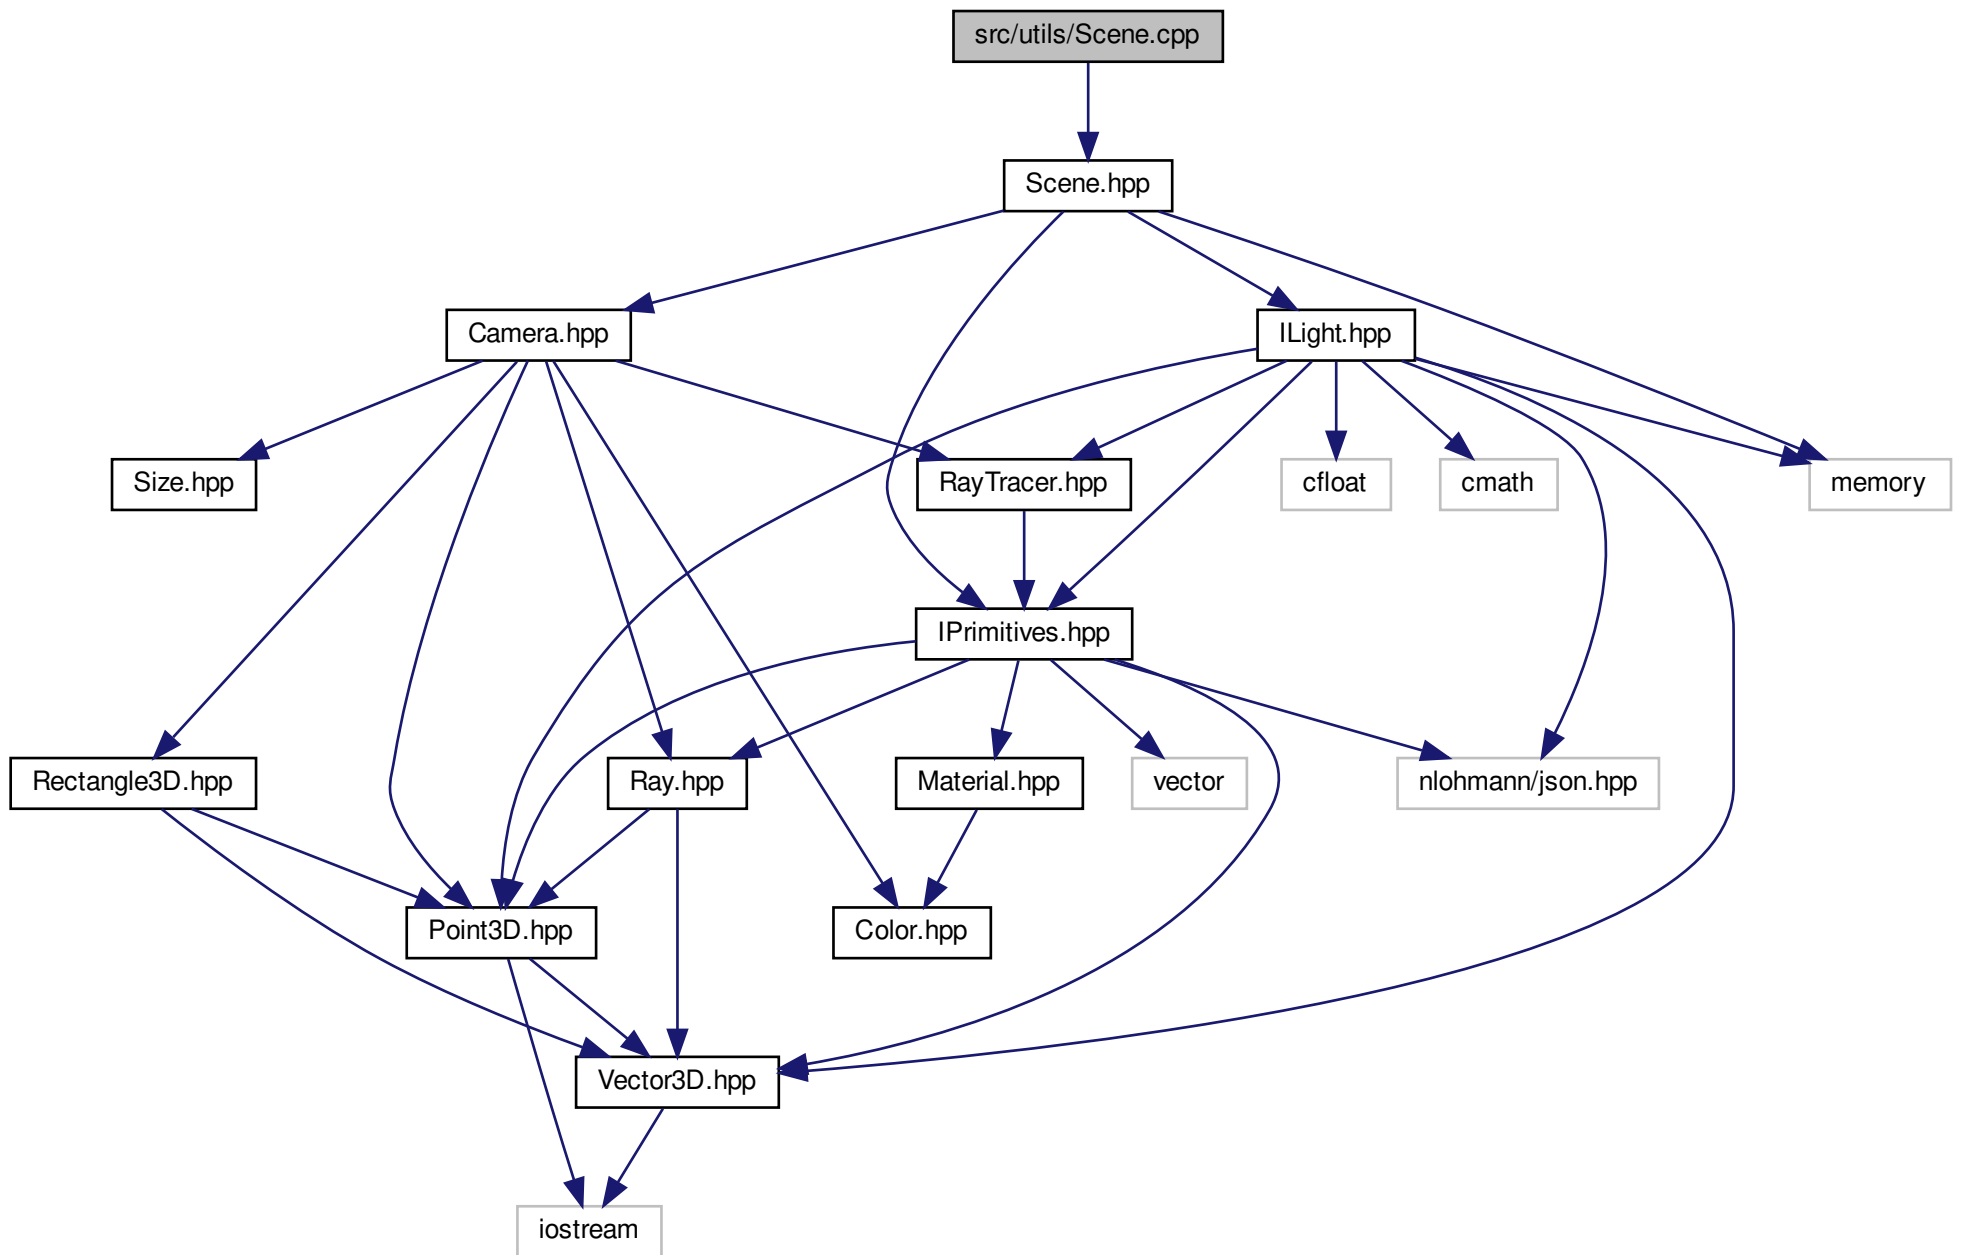 src/utils/Scene.cpp
Scene.hpp
Camera.hpp
ILight.hpp
Size.hpp
RayTracer.hpp
cfloat
cmath
memory
IPrimitives.hpp
Rectangle3D.hpp
Ray.hpp
Material.hpp
vector
nlohmann/json.hpp
Point3D.hpp
Color.hpp
Vector3D.hpp
iostream